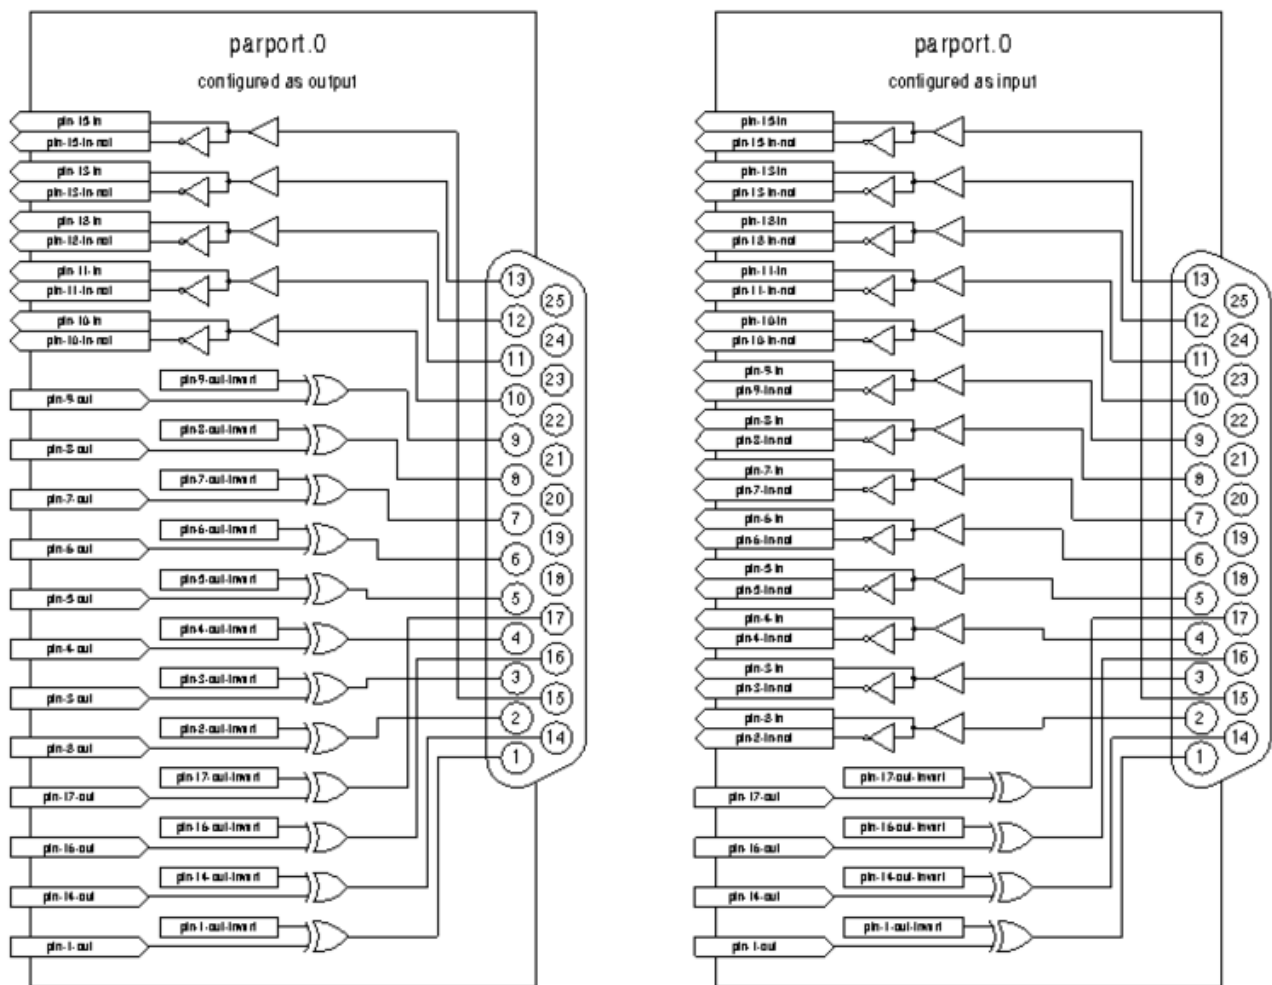 parport.0
configured as output
pin-15-in
pin-15-in-not
pin-13-in
pin-13-in-not
pin-12-in
pin-12-in-not
pin-11-in
pin-11-in-not
pin-10-in
pin-10-in-not
pin-9-out-invert
pin-9-out
pin-8-out-invert
pin-8-out
pin-7-out-invert
pin-7-out
pin-6-out-invert
pin-6-out
pin-5-out-invert
pin-5-out
pin-4-out-invert
pin-4-out
pin-3-out-invert
pin-3-out
pin-2-out-invert
pin-2-out
pin-17-out-invert
pin-17-out
pin-16-out-invert
pin-16-out
pin-14-out-invert
pin-14-out
pin-1-out-invert
pin-1-out
13
25
12
24
11
23
10
22
9
21
8
20
7
19
6
18
5
17
4
16
3
15
2
14
1
parport.0
configured as input
pin-15-in
pin-15-in-not
pin-13-in
pin-13-in-not
pin-12-in
pin-12-in-not
pin-11-in
pin-11-in-not
pin-10-in
pin-10-in-not
pin-9-in
pin-9-in-not
pin-8-in
pin-8-in-not
pin-7-in
pin-7-in-not
pin-6-in
pin-6-in-not
pin-5-in
pin-5-in-not
pin-4-in
pin-4-in-not
pin-3-in
pin-3-in-not
pin-2-in
pin-2-in-not
pin-17-out-invert
pin-17-out
pin-16-out-invert
pin-16-out
pin-14-out-invert
pin-14-out
pin-1-out-invert
pin-1-out
13
25
12
24
11
23
10
22
9
21
8
20
7
19
6
18
5
17
4
16
3
15
2
14
1